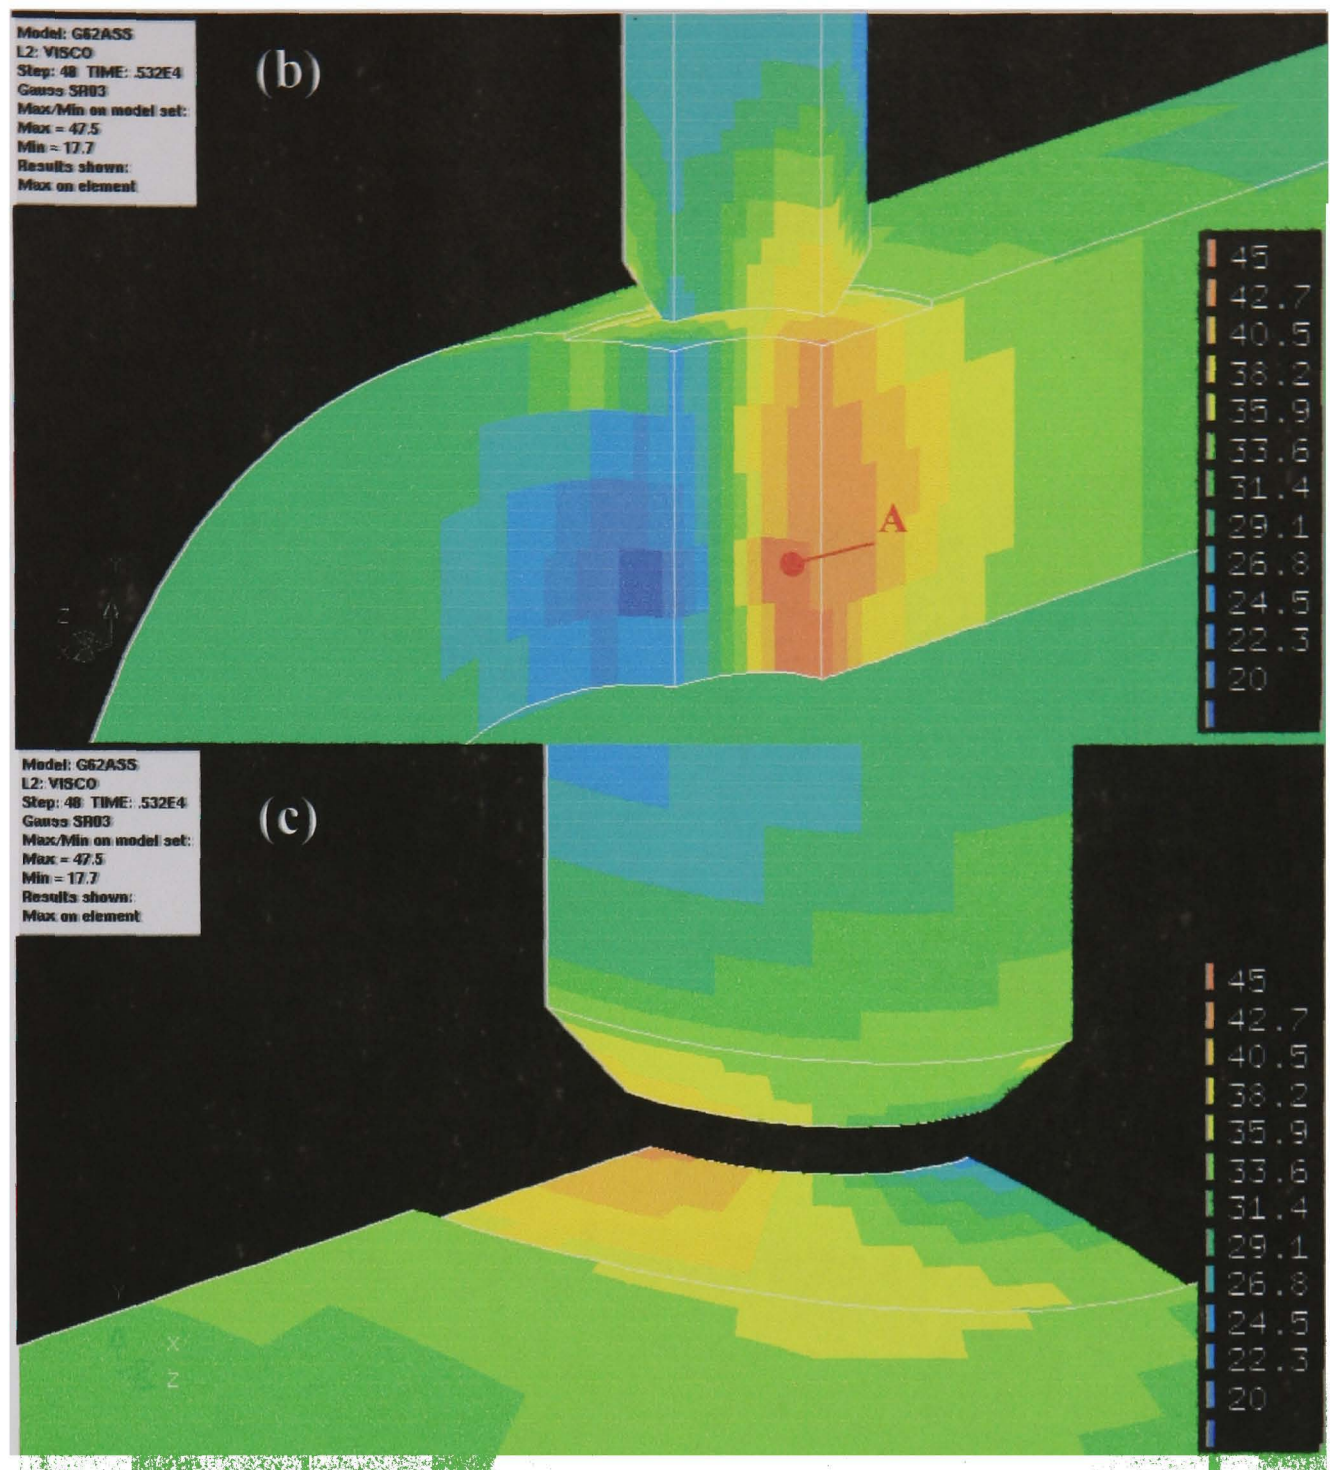 Model: G62ASS
L2: VISCO
Step: 48 TIME: .532E4
Gauss SR03
Max/Min on model set:
Max = 47.5
Min = 17.7
Results shown:
Max on element
(b)
A
Z
45
42.7
40.5
38.2
35.9
33.6
31.4
29.1
26.8
24.5
22.3
20
Model: G62ASS
L2: VISCO
Step: 48 TIME: .532E4
Gauss SR03
Max/Min on model set:
Max = 47.5
Min = 17.7
Results shown:
Max on element
(c)
45
42.7
40.5
38.2
35.9
33.6
31.4
29.1
26.8
24.5
22.3
20
Y
X
Z